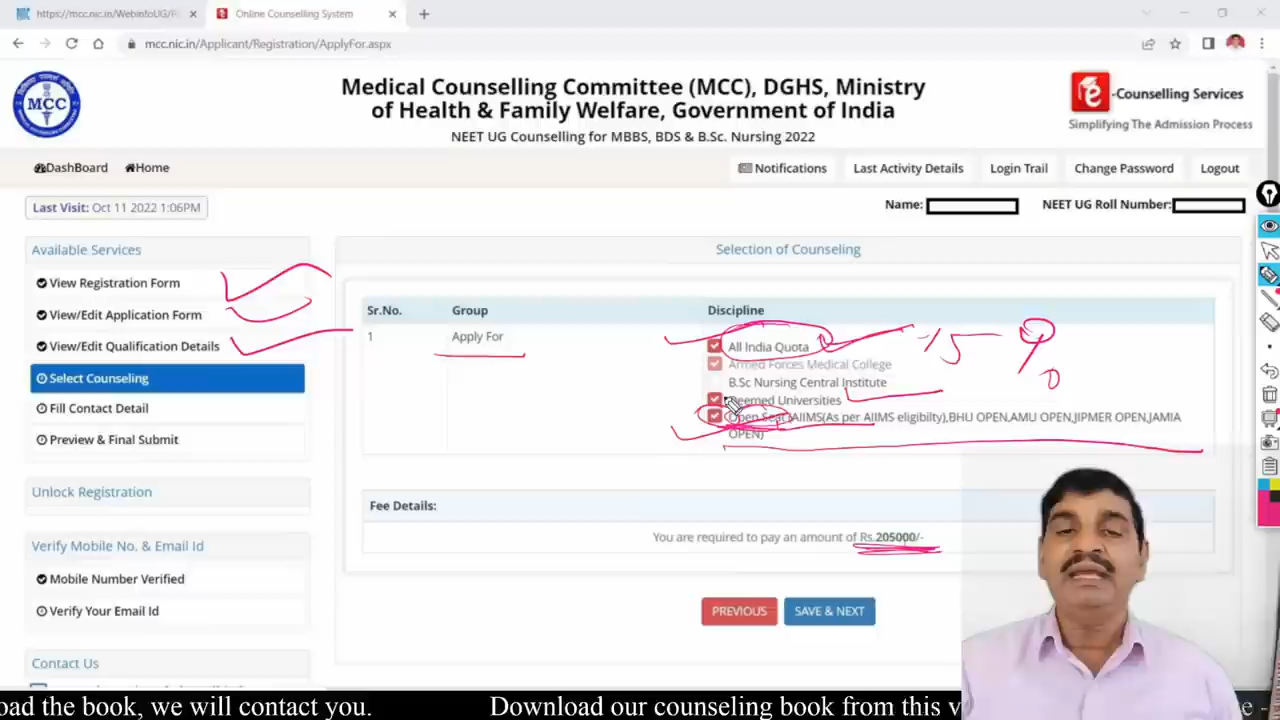 https://mcc.nic.in/WebinfoUG/P
Online Counselling System
mcc.nic.in/Applicant/Registration/ApplyFor.aspx
MCC
Medical Counselling Committee (MCC), DGHS, Ministry
of Health & Family Welfare, Government of India
NEET UG Counselling for MBBS, BDS & B.Sc. Nursing 2022
e-Counselling Services
Simplifying The Admission Process
DashBoard Home Notifications Last Activity Details Login Trail Change Password Logout
Last Visit: Oct 11 2022 1:06PM
Name: NEET UG Roll Number:
Available Services
View Registration Form
View/Edit Application Form
View/Edit Qualification Details
Select Counseling
Fill Contact Detail
Preview & Final Submit
Unlock Registration
Verify Mobile No. & Email Id
Mobile Number Verified
Verify Your Email Id
Contact Us
Selection of Counseling
Sr.No. Group Discipline
1 Apply For
All India Quota
15
Armed Forces Medical College
B.Sc Nursing Central Institute
Deemed Universities
Open Seat(AIIMS(As per AIIMS eligibilty),BHU OPEN,AMU OPEN,JIPMER OPEN,JAMIA
OPEN)
Fee Details:
You are required to pay an amount of Rs.205000/-
PREVIOUS SAVE & NEXT
oad the book, we will contact you. Download our counseling book from this v